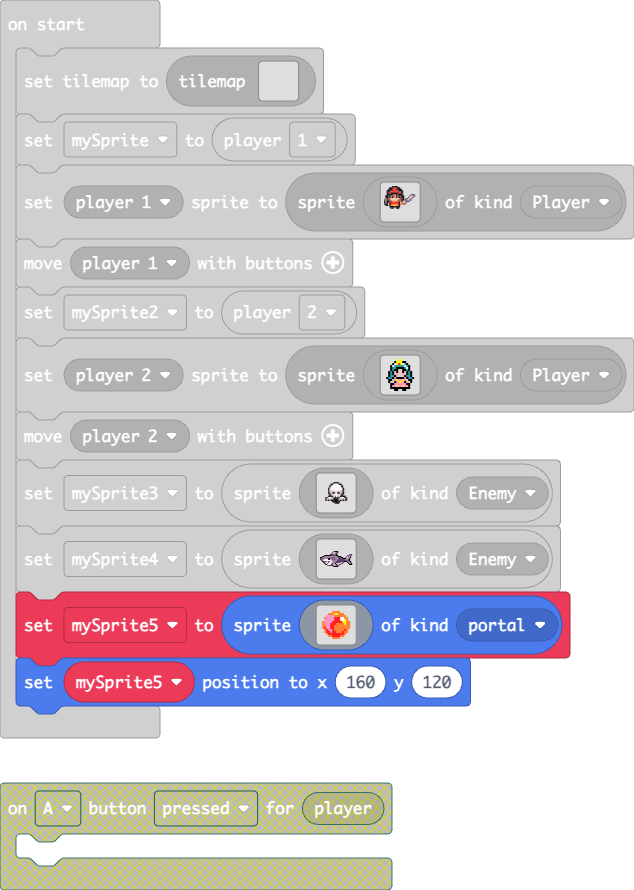 on start
set tilemap to tilemap
set mySprite to player 1
set player 1 sprite to sprite of kind Player
move player 1 with buttons
set mySprite2 to player 2
set player 2 sprite to sprite of kind Player
move player 2 with buttons
set mySprite3 to sprite of kind Enemy
set mySprite4 to sprite of kind Enemy
set mySprite5 to sprite of kind portal
set mySprite5 position to x 160 y 120
on A button pressed for player